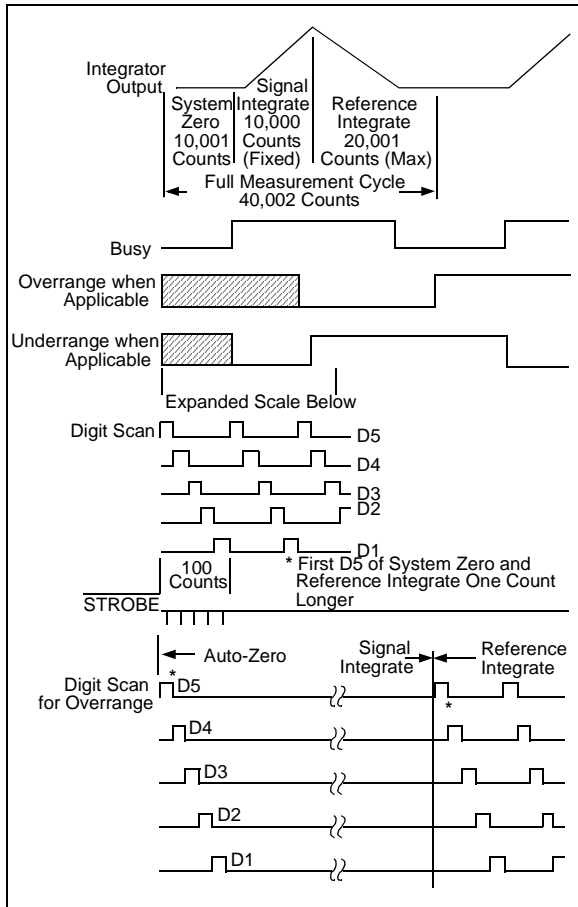 Integrator
Output
System
Zero
10,001
Counts
Signal
Integrate
10,000
Counts
(Fixed)
Reference
Integrate
20,001
Counts (Max)
Full Measurement Cycle
40,002 Counts
Busy
Overrange when
Applicable
Underrange when
Applicable
Expanded Scale Below
Digit Scan
D5
D4
D3
D2
D1
100
Counts
* First D5 of System Zero and
Reference Integrate One Count
Longer
STROBE
Auto-Zero
Signal
Integrate
Reference
Integrate
Digit Scan
for Overrange
*
D5
*
D4
D3
D2
D1